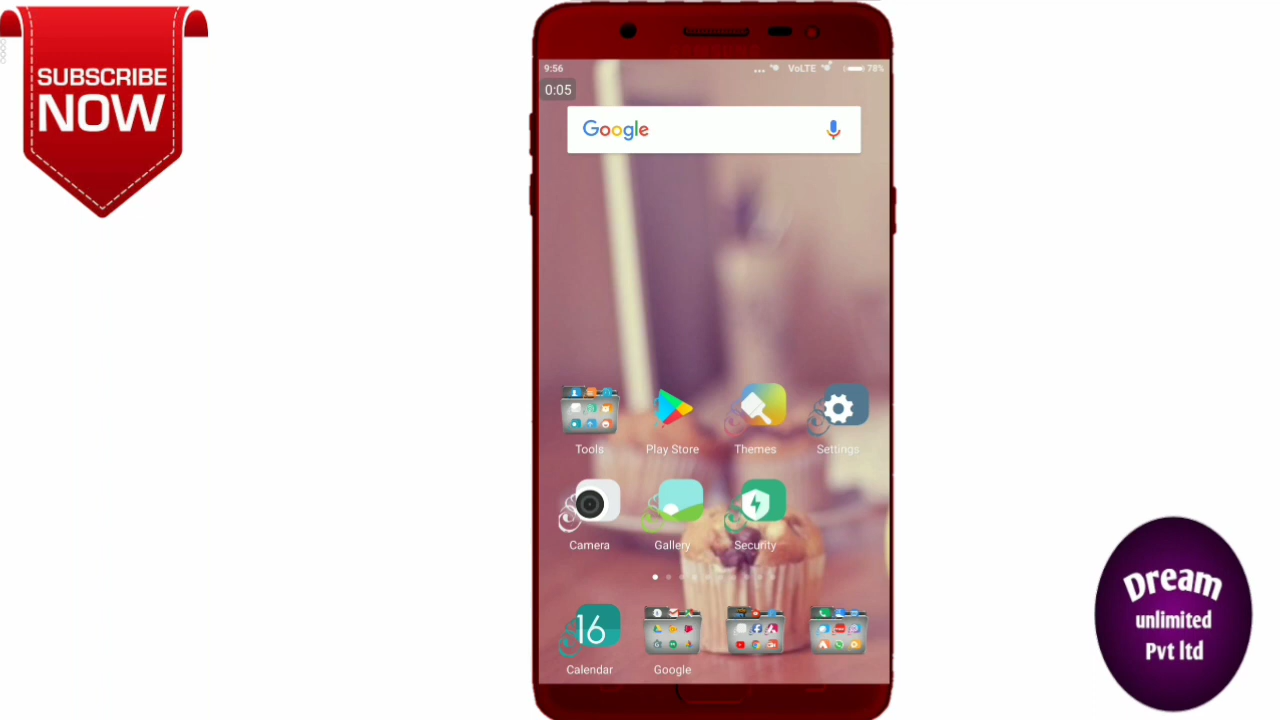 SUBSCRIBE
NOW
9:56
VoLTE
78%
0:05
Google
Tools
Play Store
Themes
Settings
Camera
Gallery
Security
16
Calendar
Google
Dream
unlimited
Pvt ltd